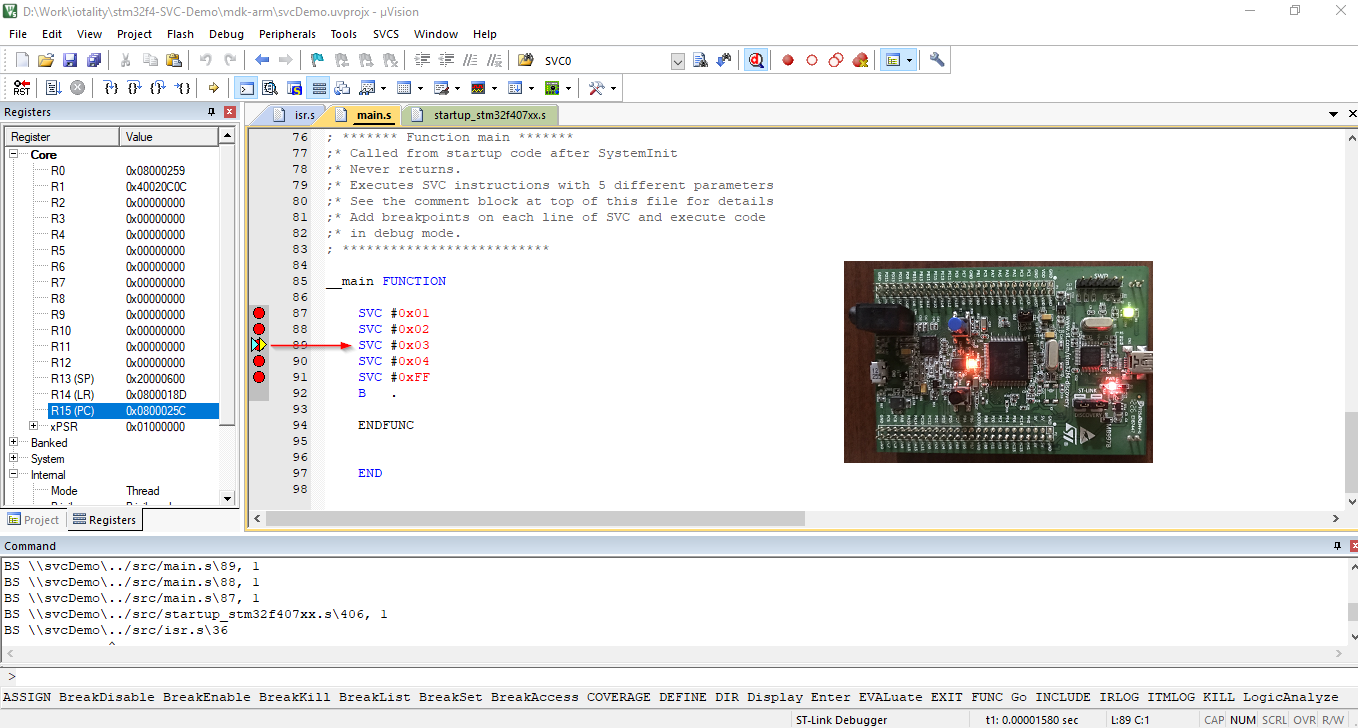 D:\Work\iotality\stm32f4-SVC-Demo\mdk-arm\svcDemo.uvprojx - µVision
File Edit View Project Flash Debug Peripherals Tools SVCS Window Help
SVC0
RST
Registers
isr.s main.s startup_stm32f407xx.s
Register Value
Core
R0 0x08000259
R1 0x40020C0C
R2 0x00000000
R3 0x00000000
R4 0x00000000
R5 0x00000000
R6 0x00000000
R7 0x00000000
R8 0x00000000
R9 0x00000000
R10 0x00000000
R11 0x00000000
R12 0x00000000
R13 (SP) 0x20000600
R14 (LR) 0x0800018D
R15 (PC) 0x0800025C
xPSR 0x01000000
Banked
System
Internal
Mode Thread
Project Registers
76 ; ******* Function main *******
77 ;* Called from startup code after SystemInit
78 ;* Never returns.
79 ;* Executes SVC instructions with 5 different parameters
80 ;* See the comment block at top of this file for details
81 ;* Add breakpoints on each line of SVC and execute code
82 ;* in debug mode.
83 ; **************************
84
85 __main FUNCTION
86
87 SVC #0x01
88 SVC #0x02
89 SVC #0x03
90 SVC #0x04
91 SVC #0xFF
92 B .
93
94 ENDFUNC
95
96
97 END
98
SWD
ST-LINK
DISCOVERY
Command
BS \\svcDemo\../src/main.s\89, 1
BS \\svcDemo\../src/main.s\88, 1
BS \\svcDemo\../src/main.s\87, 1
BS \\svcDemo\../src/startup_stm32f407xx.s\406, 1
BS \\svcDemo\../src/isr.s\36
^
>
ASSIGN BreakDisable BreakEnable BreakKill BreakList BreakSet BreakAccess COVERAGE DEFINE DIR Display Enter EVALuate EXIT FUNC Go INCLUDE IRLOG ITMLOG KILL LogicAnalyze
ST-Link Debugger t1: 0.00001580 sec L:89 C:1 CAP NUM SCRL OVR R/W